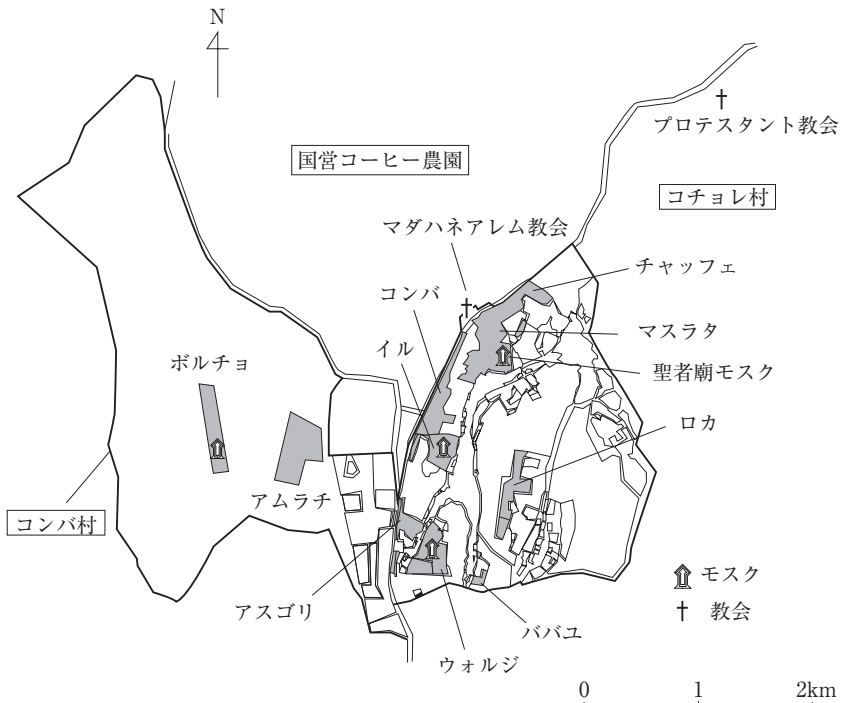 N
プロテスタント教会
国営コーヒー農園
コチョレ村
マダハネアレム教会
チャッフェ
コンバ
マスラタ
イル
ボルチョ
聖者廟モスク
ロカ
アムラチ
コンバ村
モスク
アスゴリ
教会
ババユ
ウォルジ
0 1 2km